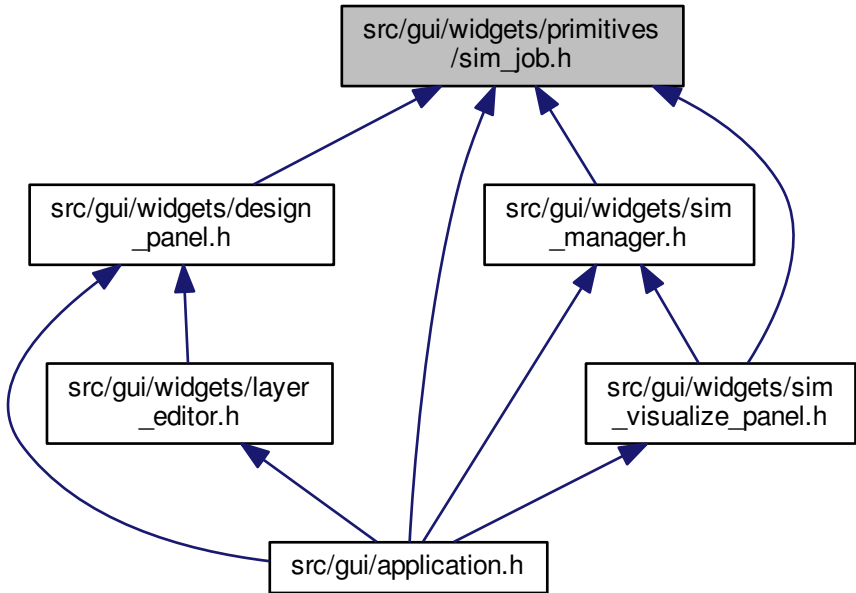 src/gui/widgets/primitives
/sim_job.h
src/gui/widgets/design
_panel.h
src/gui/widgets/sim
_manager.h
src/gui/widgets/layer
_editor.h
src/gui/widgets/sim
_visualize_panel.h
src/gui/application.h